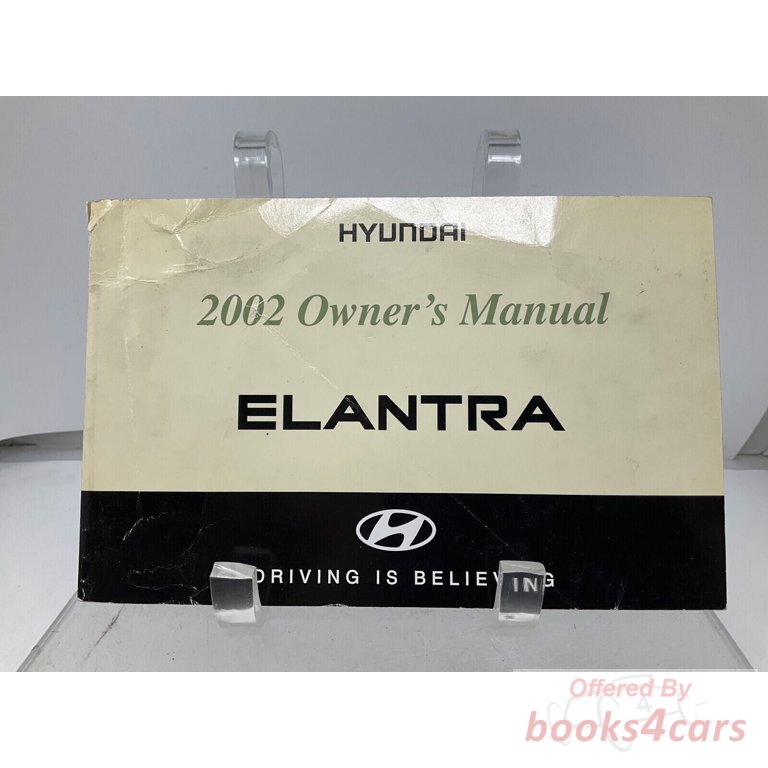 HYUNDAI
2002 Owner's Manual
ELANTRA
DRIVING IS BELIEVING
Offered By
books4cars